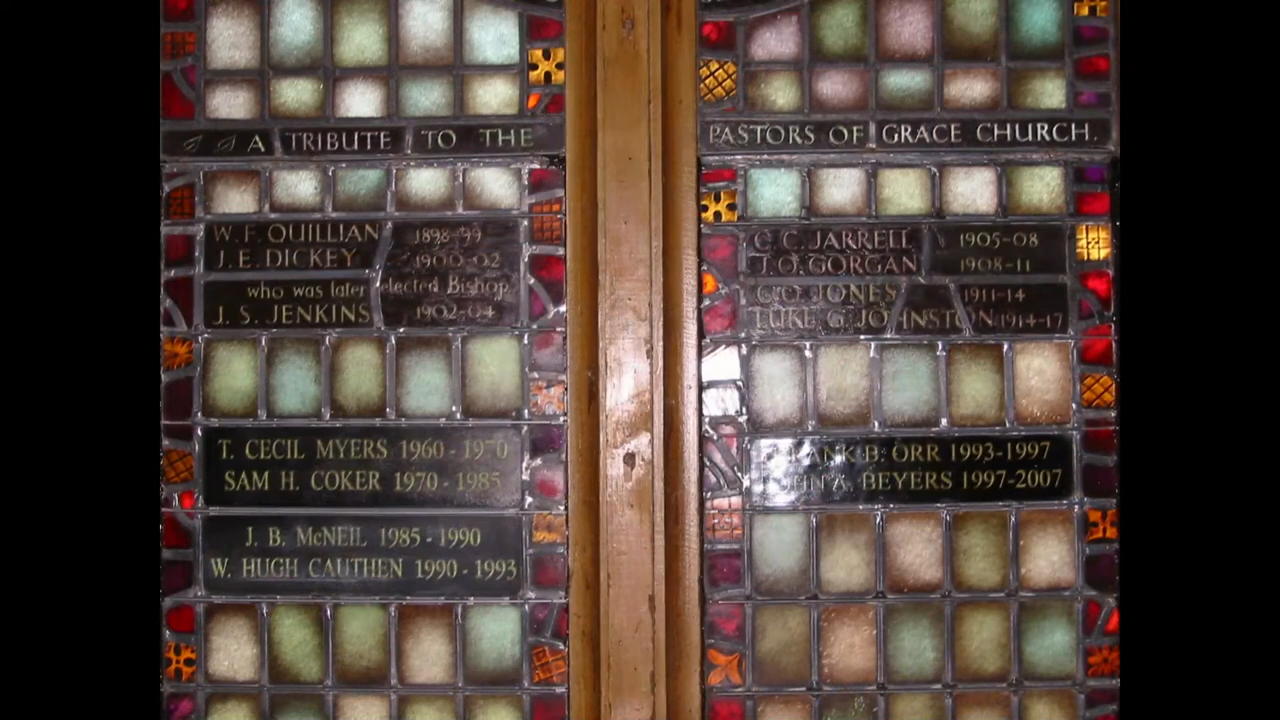 A TRIBUTE TO THE PASTORS OF GRACE CHURCH.
W. F. QUILLIAN 1898-99
J. E. DICKEY 1900-02
who was later elected Bishop
J. S. JENKINS 1902-04
T. CECIL MYERS 1960-1970
SAM H. COKER 1970-1985
J. B. McNEIL 1985-1990
W. HUGH CAUTHEN 1990-1993
C. C. JARRELL 1905-08
J. O. GORGAN 1908-11
C. O. JONES 1911-14
LUKE G. JOHNSTON 1914-17
B. ORR 1993-1997
A. BEYERS 1997-2007